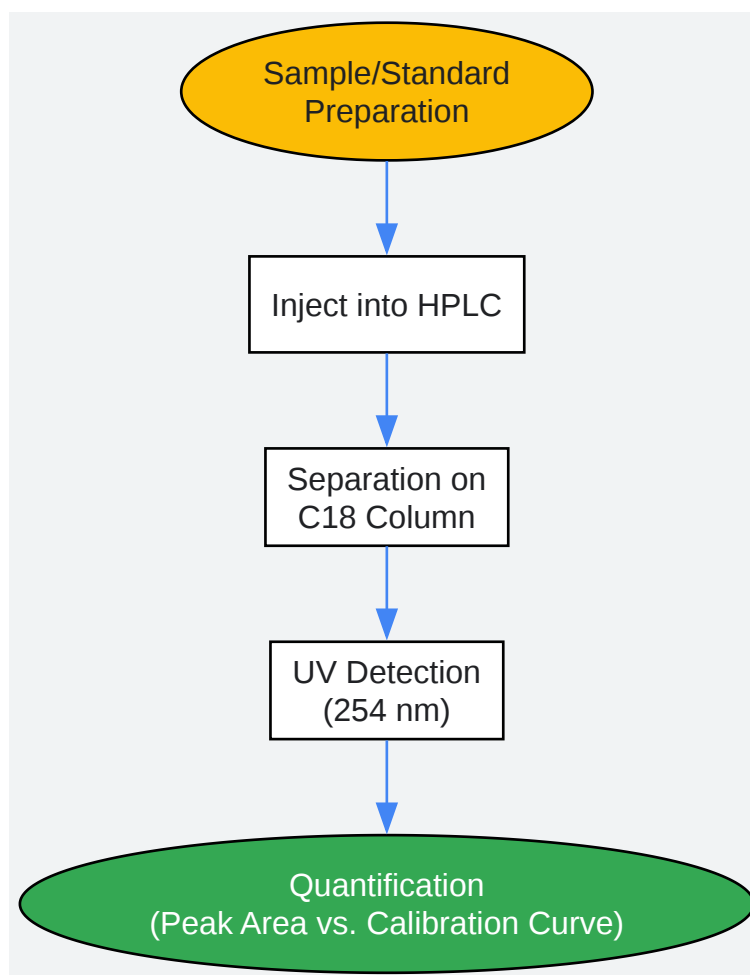 Sample/Standard
Preparation
Inject into HPLC
Separation on
C18 Column
UV Detection
(254 nm)
Quantification
(Peak Area vs. Calibration Curve)